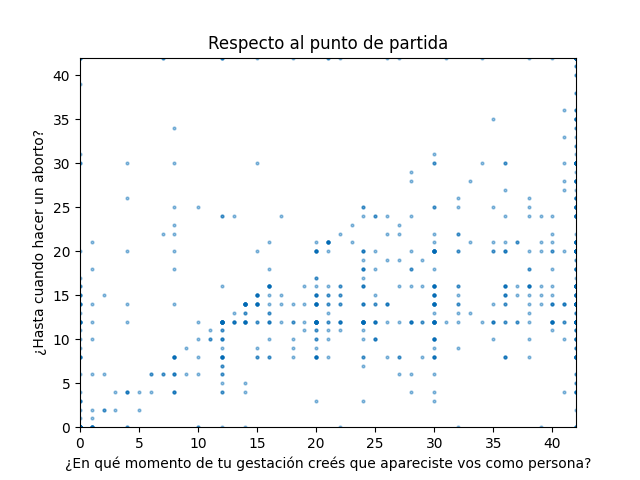 Respecto al punto de partida
¿Hasta cuando hacer un aborto?
40
35
30
25
20
15
10
5
0
0 5 10 15 20 25 30 35 40
¿En qué momento de tu gestación creés que apareciste vos como persona?